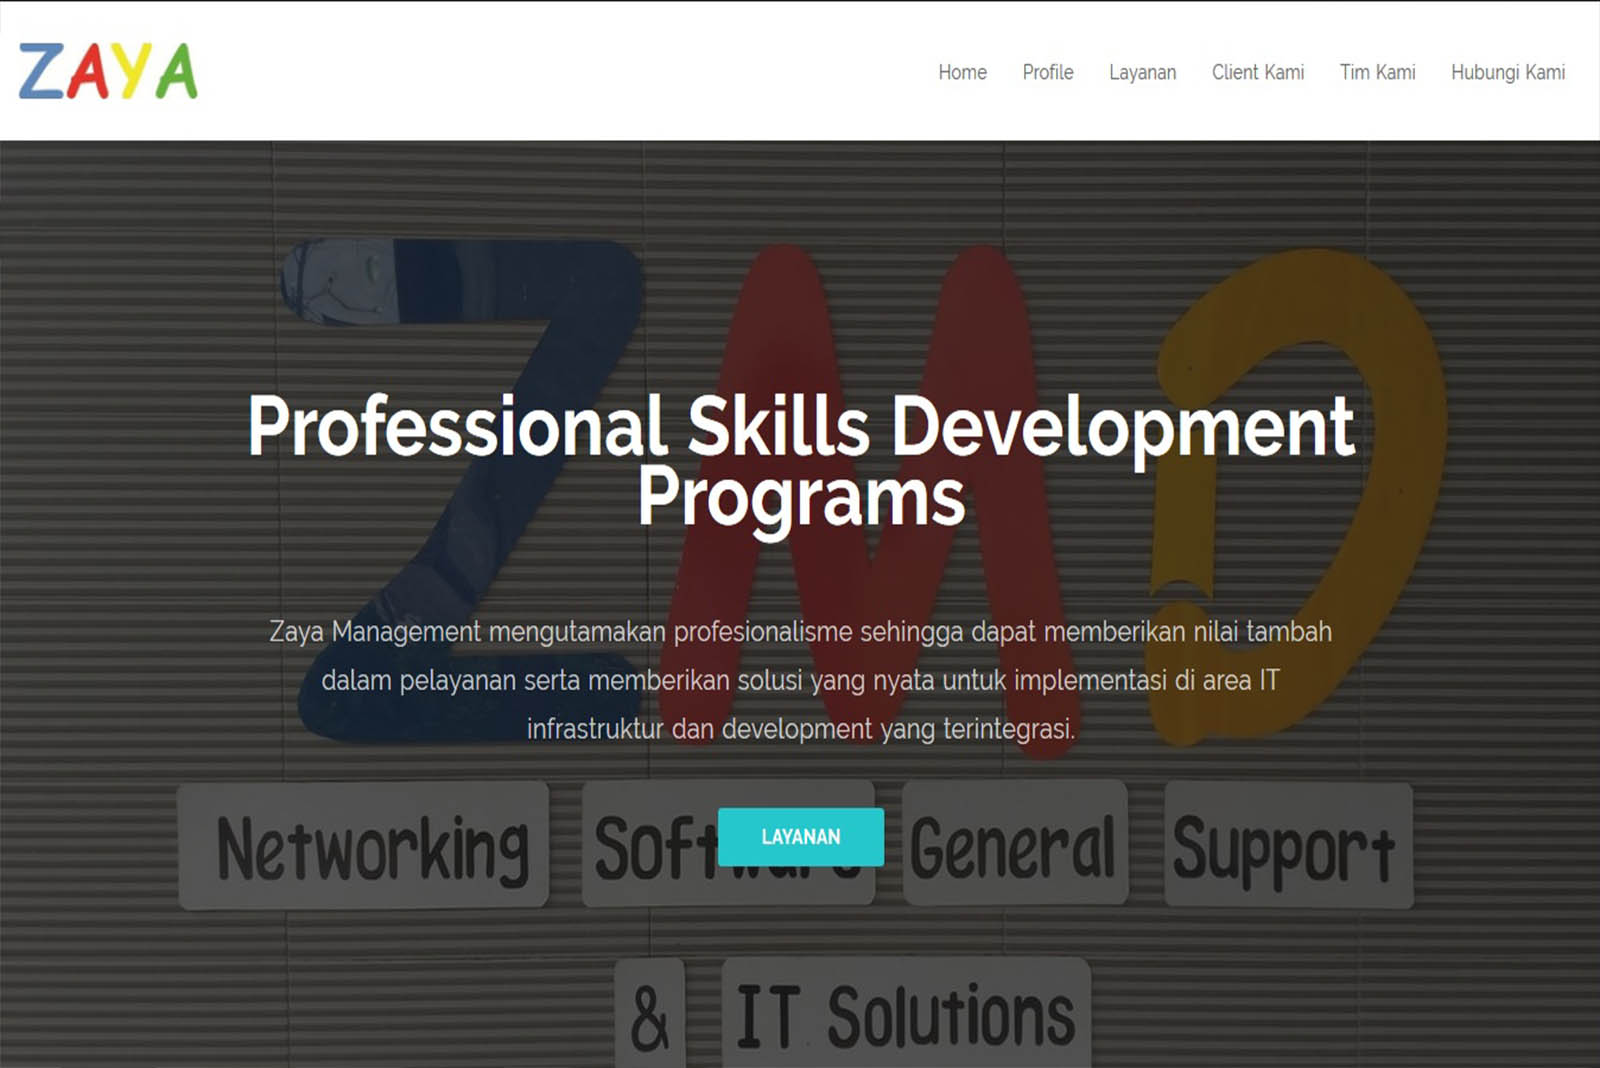 ZAYA
Home Profile Layanan Client Kami Tim Kami Hubungi Kami
ZMD
Professional Skills Development
Programs
Zaya Management mengutamakan profesionalisme sehingga dapat memberikan nilai tambah
dalam pelayanan serta memberikan solusi yang nyata untuk implementasi di area IT
infrastruktur dan development yang terintegrasi.
LAYANAN
Networking Software General Support
& IT Solutions